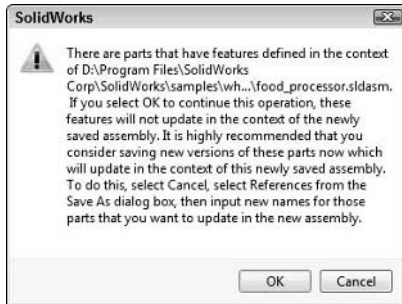 SolidWorks
There are parts that have features defined in the context
of D:\Program Files\SolidWorks
Corp\SolidWorks\samples\wh...\food_processor.sldasm.
If you select OK to continue this operation, these
features will not update in the context of the newly
saved assembly. It is highly recommended that you
consider saving new versions of these parts now which
will update in the context of this newly saved assembly.
To do this, select Cancel, select References from the
Save As dialog box, then input new names for those
parts that you want to update in the new assembly.
OK Cancel